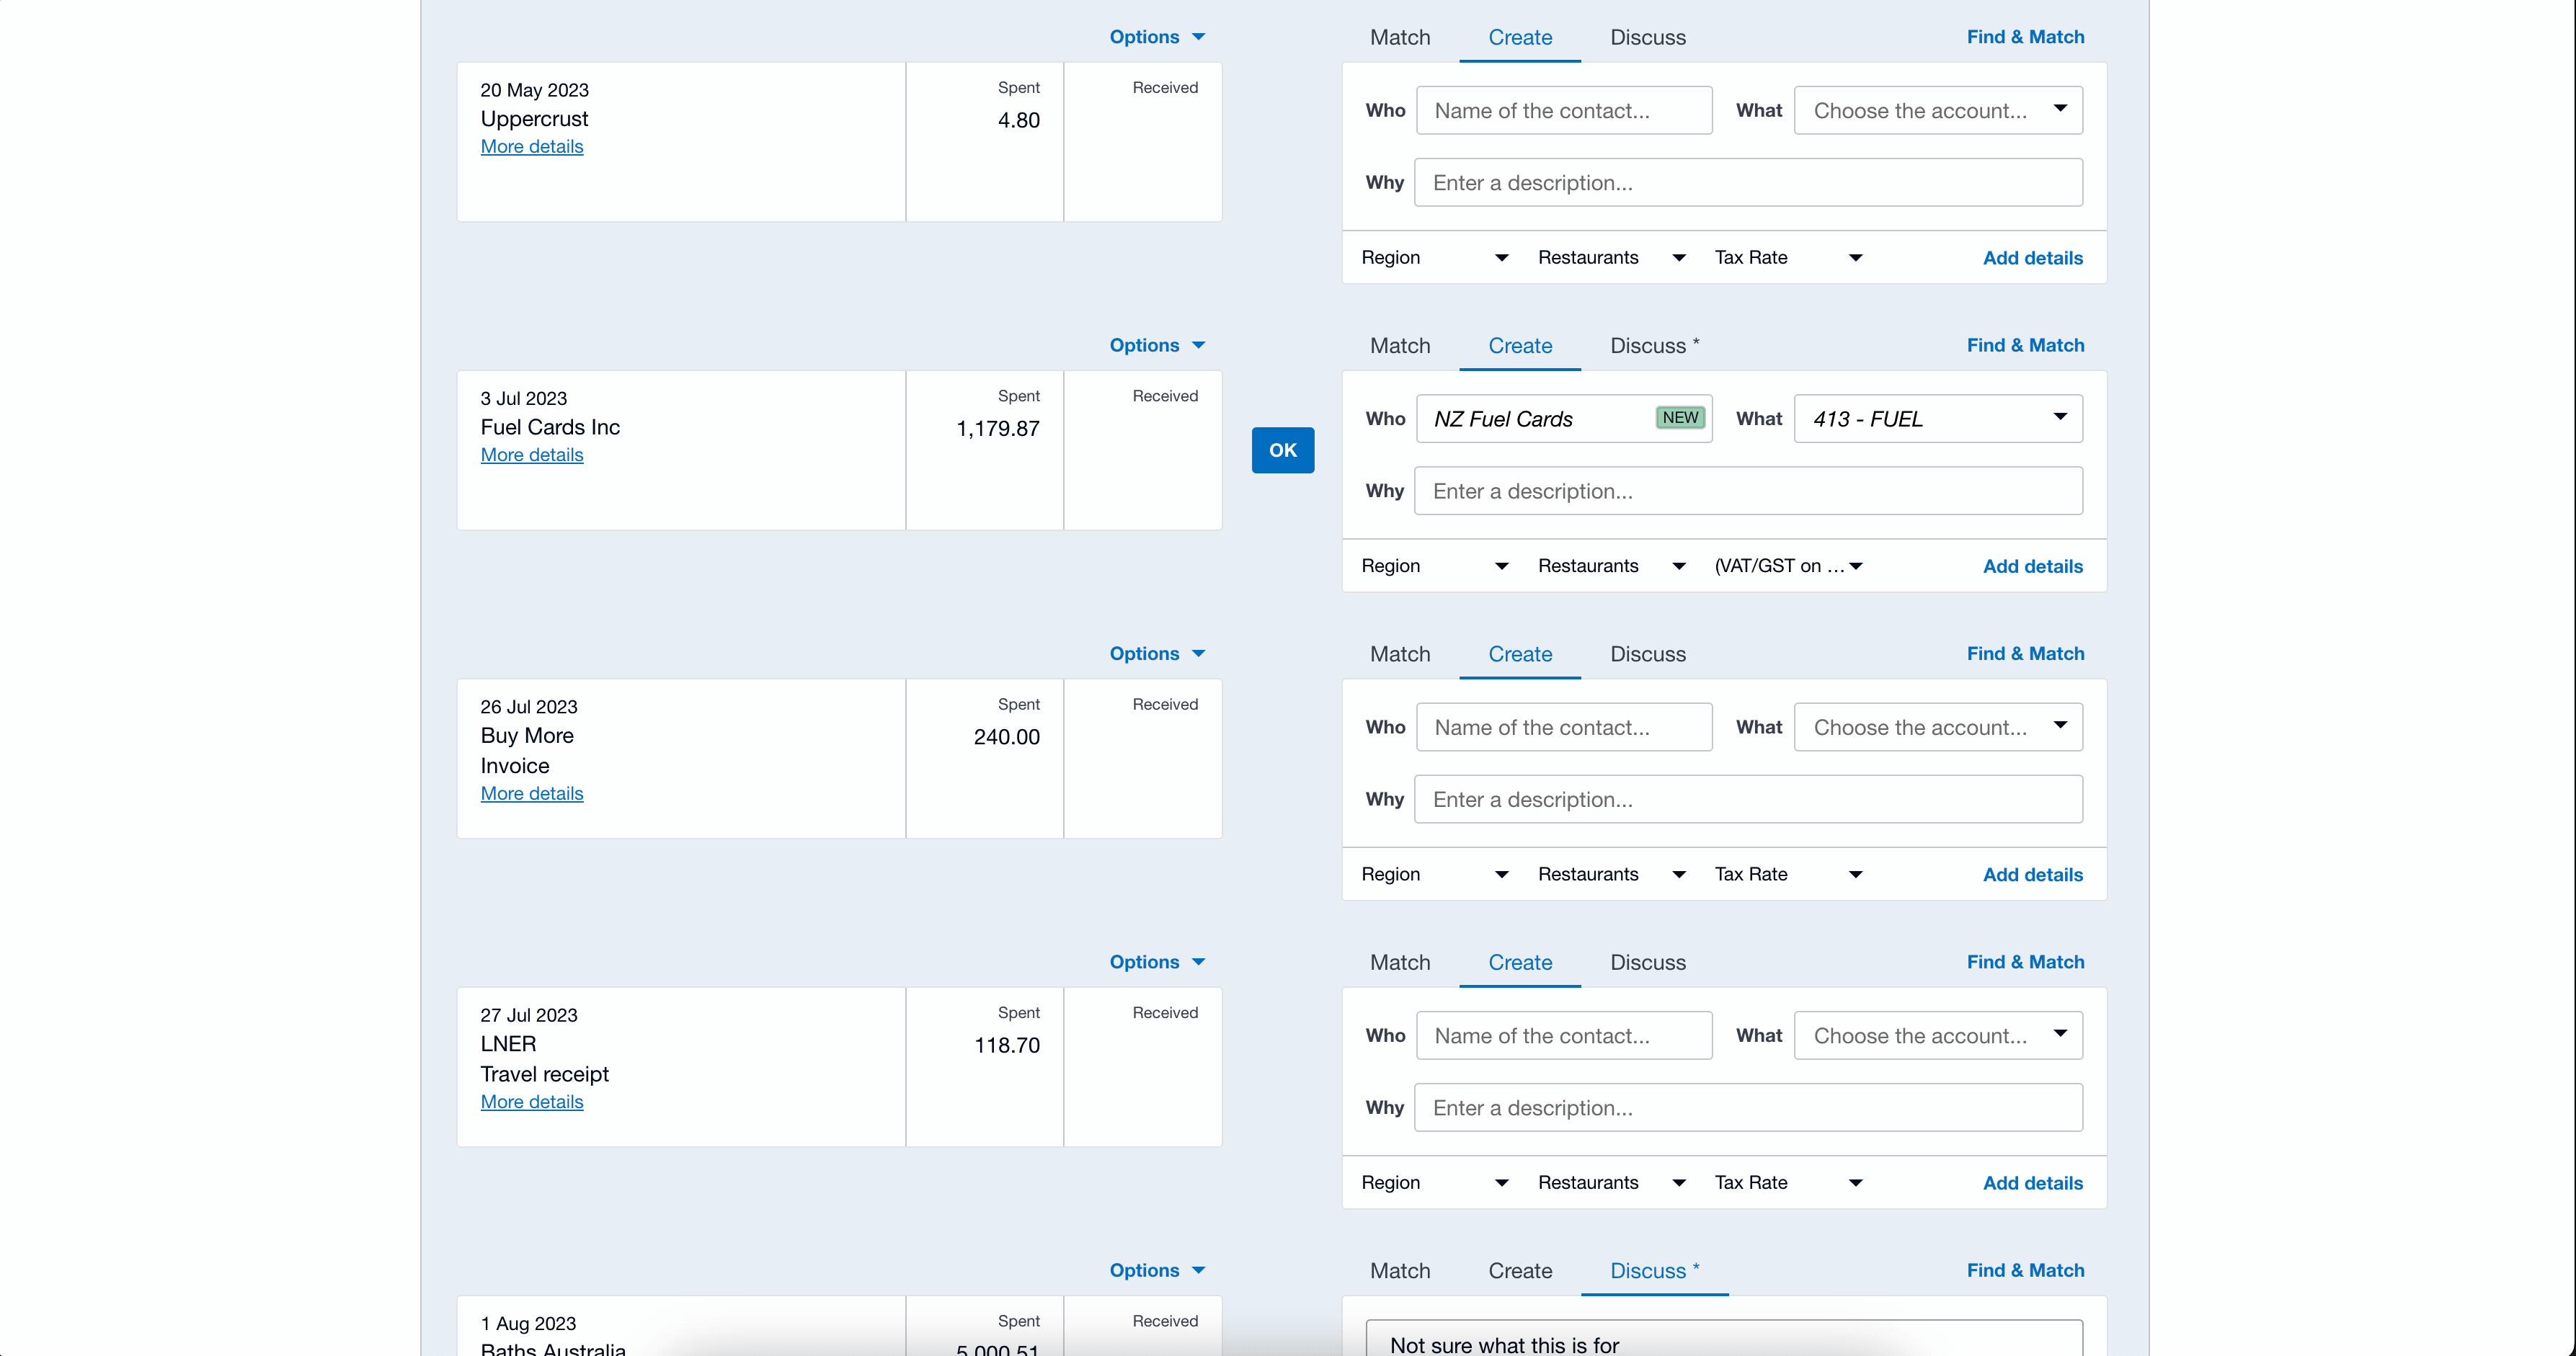 Options
Match Create Discuss Find & Match
20 May 2023 Spent Received
Uppercrust 4.80
More details
Who Name of the contact... What Choose the account...
Why Enter a description...
Region Restaurants Tax Rate Add details
Options
Match Create Discuss * Find & Match
3 Jul 2023 Spent Received
Fuel Cards Inc 1,179.87
More details
OK
Who NZ Fuel Cards NEW What 413 - FUEL
Why Enter a description...
Region Restaurants (VAT/GST on ... Add details
Options
Match Create Discuss Find & Match
26 Jul 2023 Spent Received
Buy More 240.00
Invoice
More details
Who Name of the contact... What Choose the account...
Why Enter a description...
Region Restaurants Tax Rate Add details
Options
Match Create Discuss Find & Match
27 Jul 2023 Spent Received
LNER 118.70
Travel receipt
More details
Who Name of the contact... What Choose the account...
Why Enter a description...
Region Restaurants Tax Rate Add details
Options
Match Create Discuss * Find & Match
1 Aug 2023 Spent Received
Baths Australia 5,000.51
Not sure what this is for